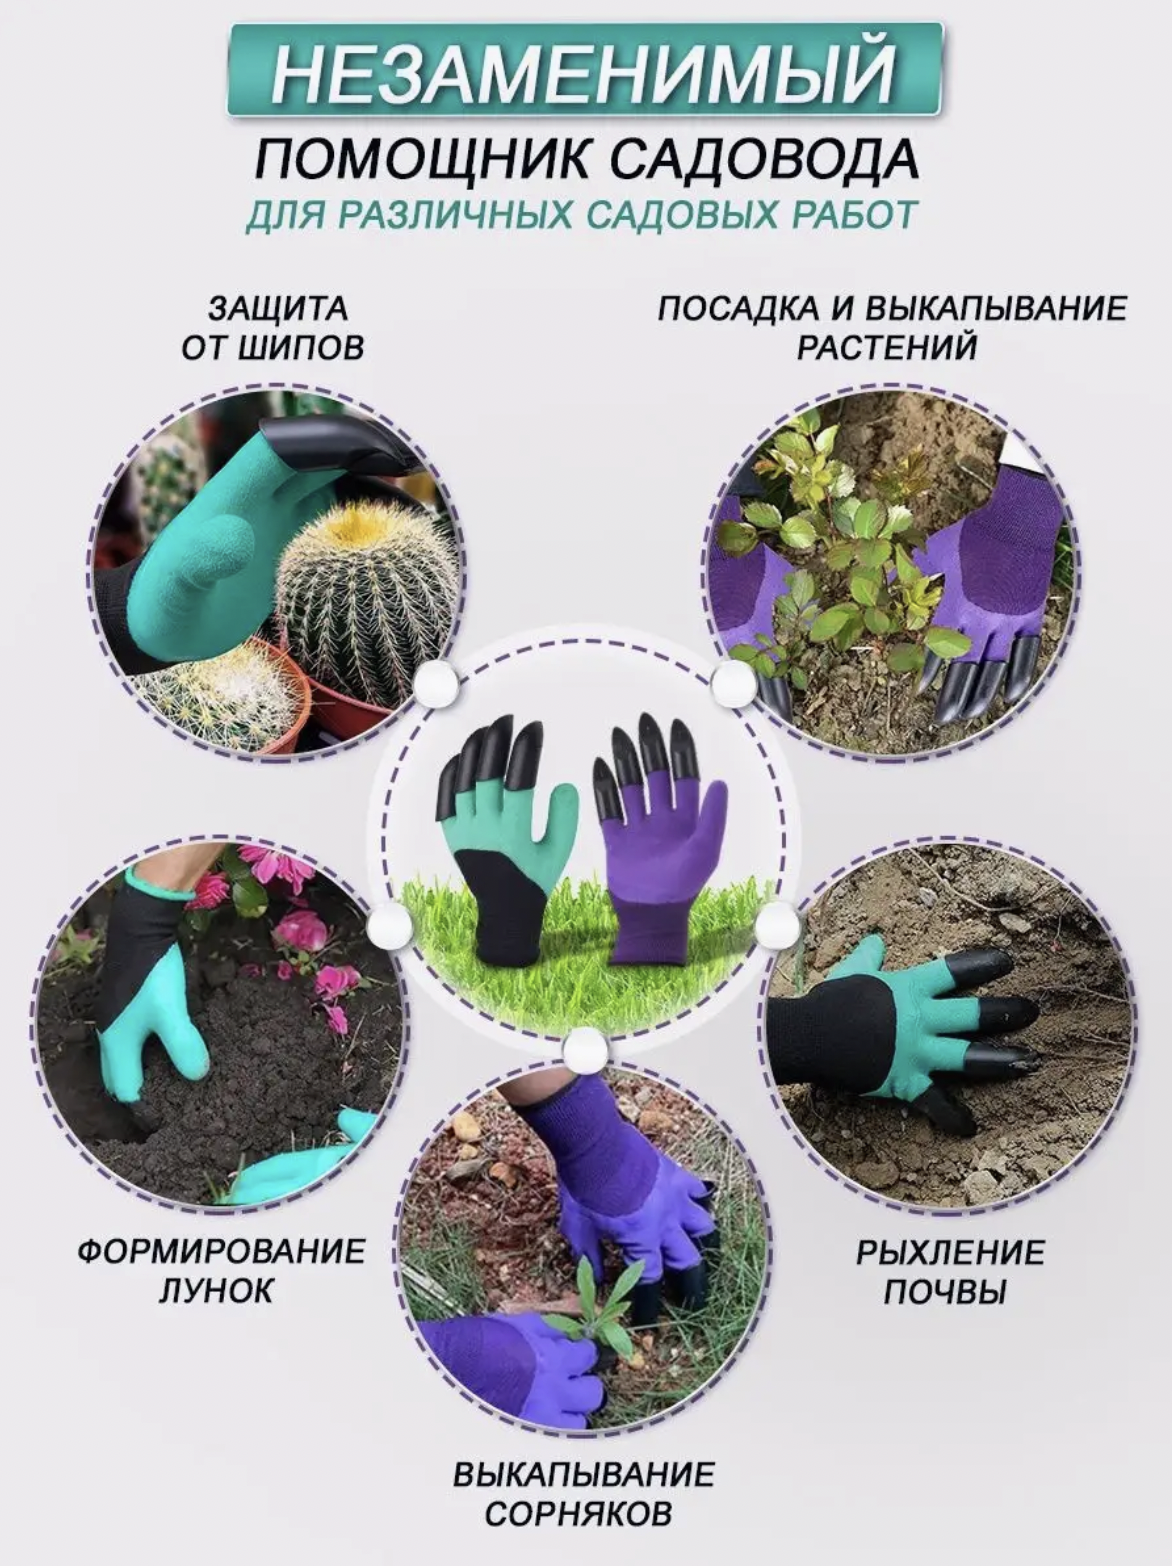 НЕЗАМЕНИМЫЙ
ПОМОЩНИК САДОВОДА
ДЛЯ РАЗЛИЧНЫХ САДОВЫХ РАБОТ
ЗАЩИТА
ОТ ШИПОВ
ПОСАДКА И ВЫКАПЫВАНИЕ
РАСТЕНИЙ
ФОРМИРОВАНИЕ
ЛУНОК
РЫХЛЕНИЕ
ПОЧВЫ
ВЫКАПЫВАНИЕ
СОРНЯКОВ